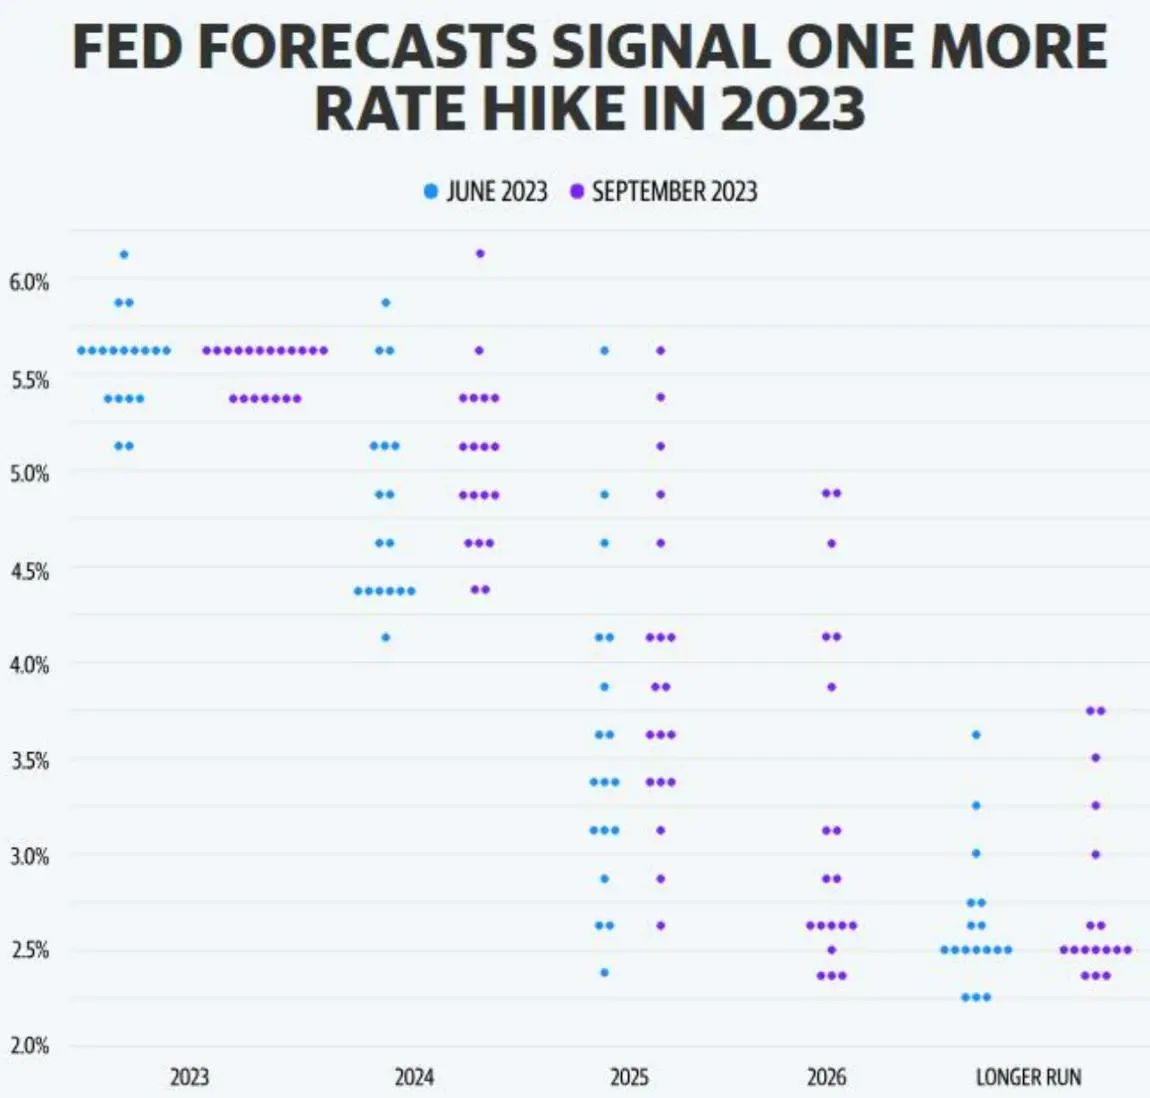 FED FORECASTS SIGNAL ONE MORE
RATE HIKE IN 2023
JUNE 2023 SEPTEMBER 2023
6.0%
5.5%
5.0%
4.5%
4.0%
3.5%
3.0%
2.5%
2.0%
2023 2024 2025 2026 LONGER RUN